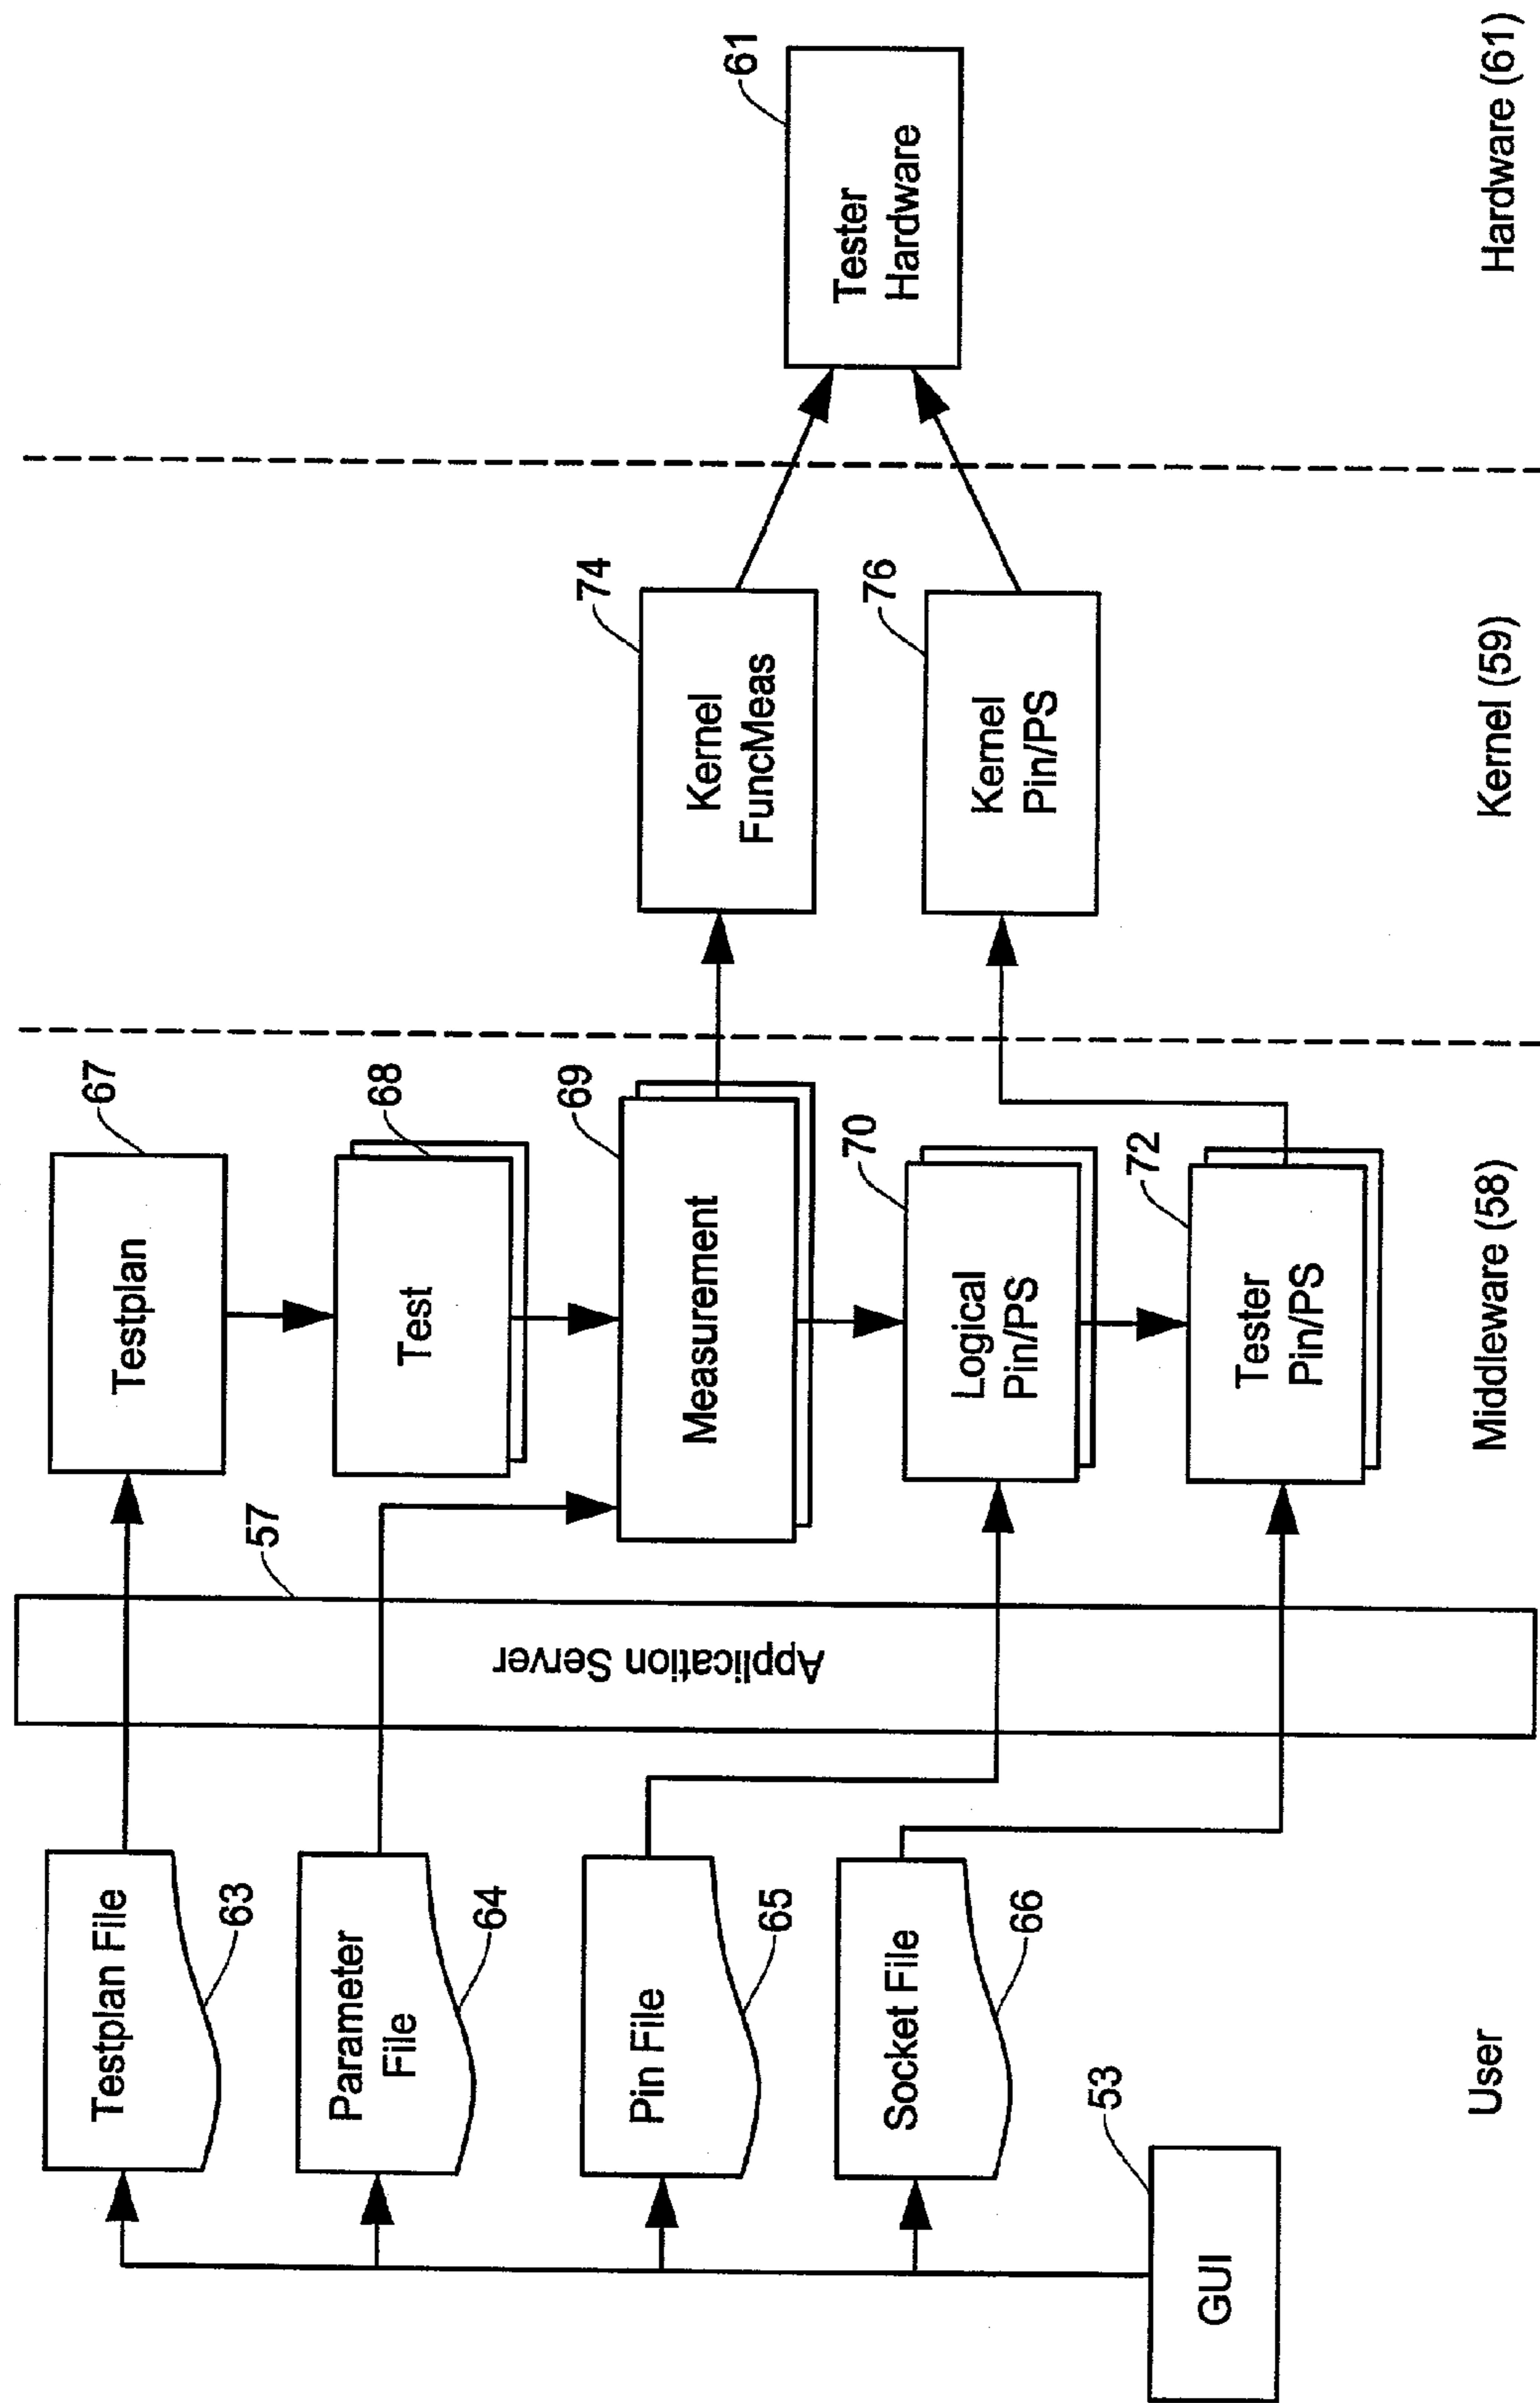 GUI
53
Testplan File
63
Parameter
File
64
Pin File
65
Socket File
66
User
Application Server
57
Testplan
67
Test
68
Measurement
69
Logical
Pin/PS
70
Tester
Pin/PS
72
Middleware (58)
Kernel
FuncMeas
74
Kernel
Pin/PS
76
Kernel (59)
Tester
Hardware
61
Hardware (61)